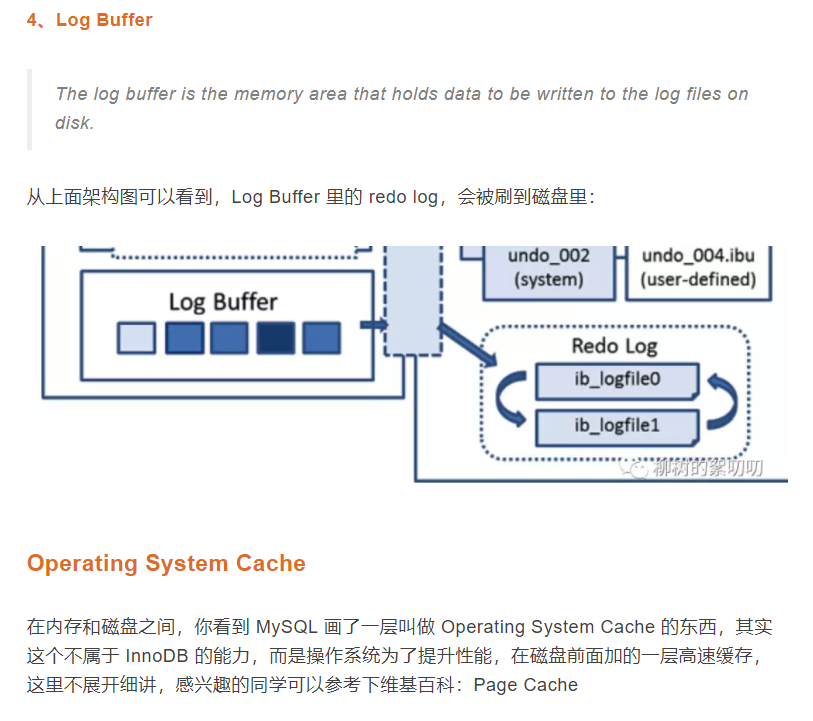 4、Log Buffer
The log buffer is the memory area that holds data to be written to the log files on
disk.
从上面架构图可以看到，Log Buffer 里的 redo log，会被刷到磁盘里：
undo_002
(system)
undo_004.ibu
(user-defined)
Log Buffer
Redo Log
ib_logfile0
ib_logfile1
柳树的絮叨叨
Operating System Cache
在内存和磁盘之间，你看到 MySQL 画了一层叫做 Operating System Cache 的东西，其实
这个不属于 InnoDB 的能力，而是操作系统为了提升性能，在磁盘前面加的一层高速缓存，
这里不展开细讲，感兴趣的同学可以参考下维基百科：Page Cache